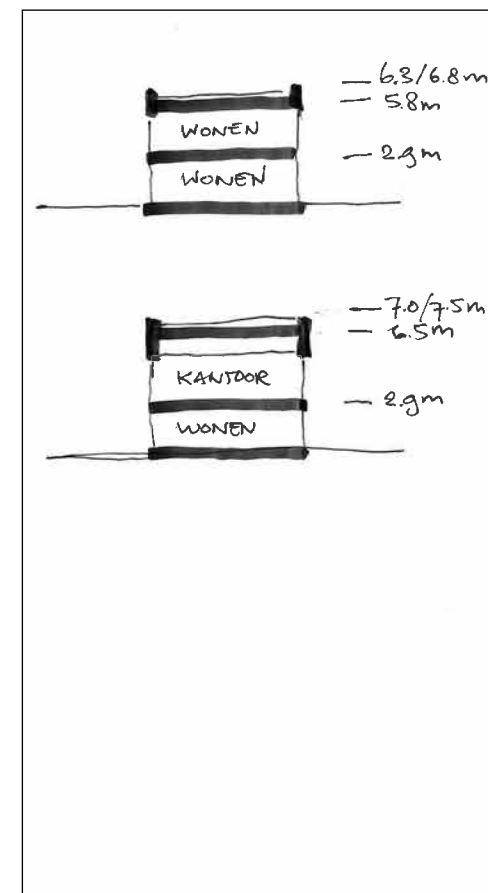 6.3/6.8m
5.8m
WONEN
2.9m
WONEN
7.0/7.5m
6.5m
KANTOOR
2.9m
WONEN